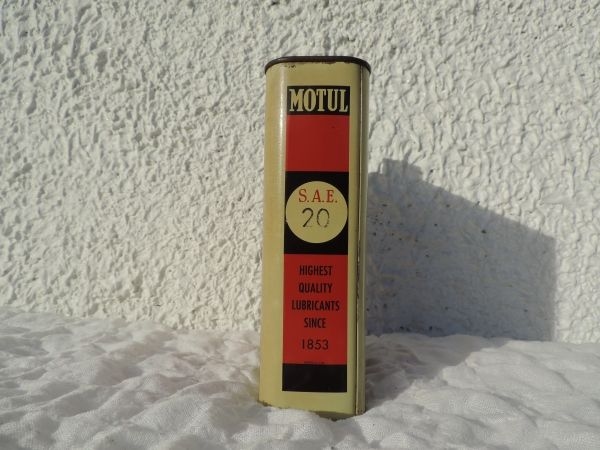 MOTUL
S.A.E.
20
HIGHEST
QUALITY
LUBRICANTS
SINCE
1853